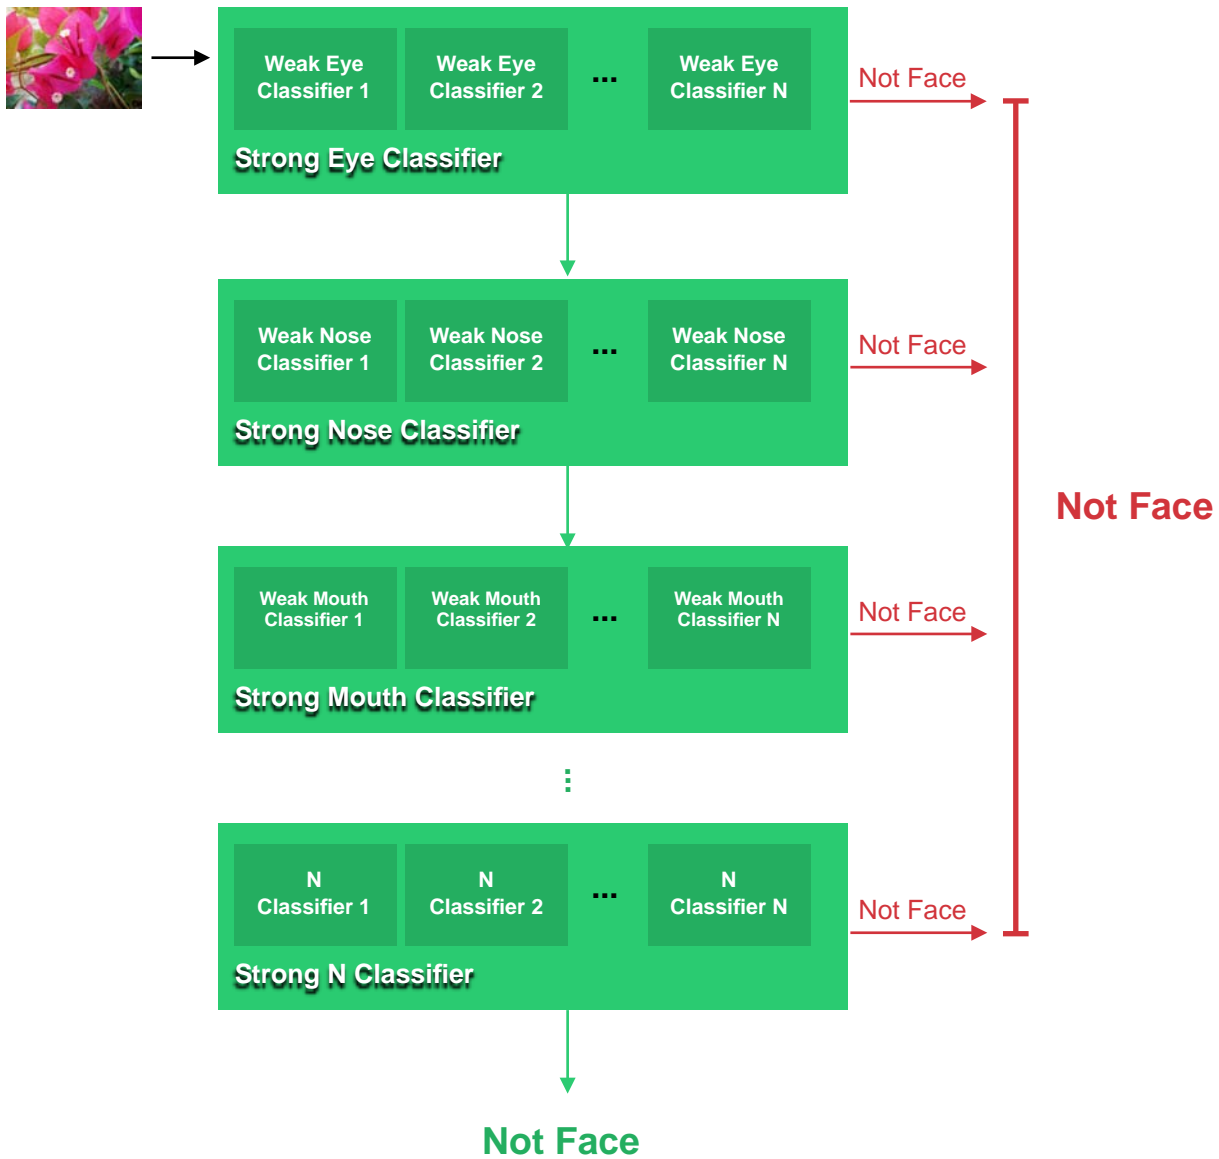 Weak Eye
Classifier 1
Weak Eye
Classifier 2
...
Weak Eye
Classifier N
Strong Eye Classifier
Not Face
Weak Nose
Classifier 1
Weak Nose
Classifier 2
...
Weak Nose
Classifier N
Strong Nose Classifier
Not Face
Not Face
Weak Mouth
Classifier 1
Weak Mouth
Classifier 2
...
Weak Mouth
Classifier N
Strong Mouth Classifier
Not Face
...
N
Classifier 1
N
Classifier 2
...
N
Classifier N
Strong N Classifier
Not Face
Not Face